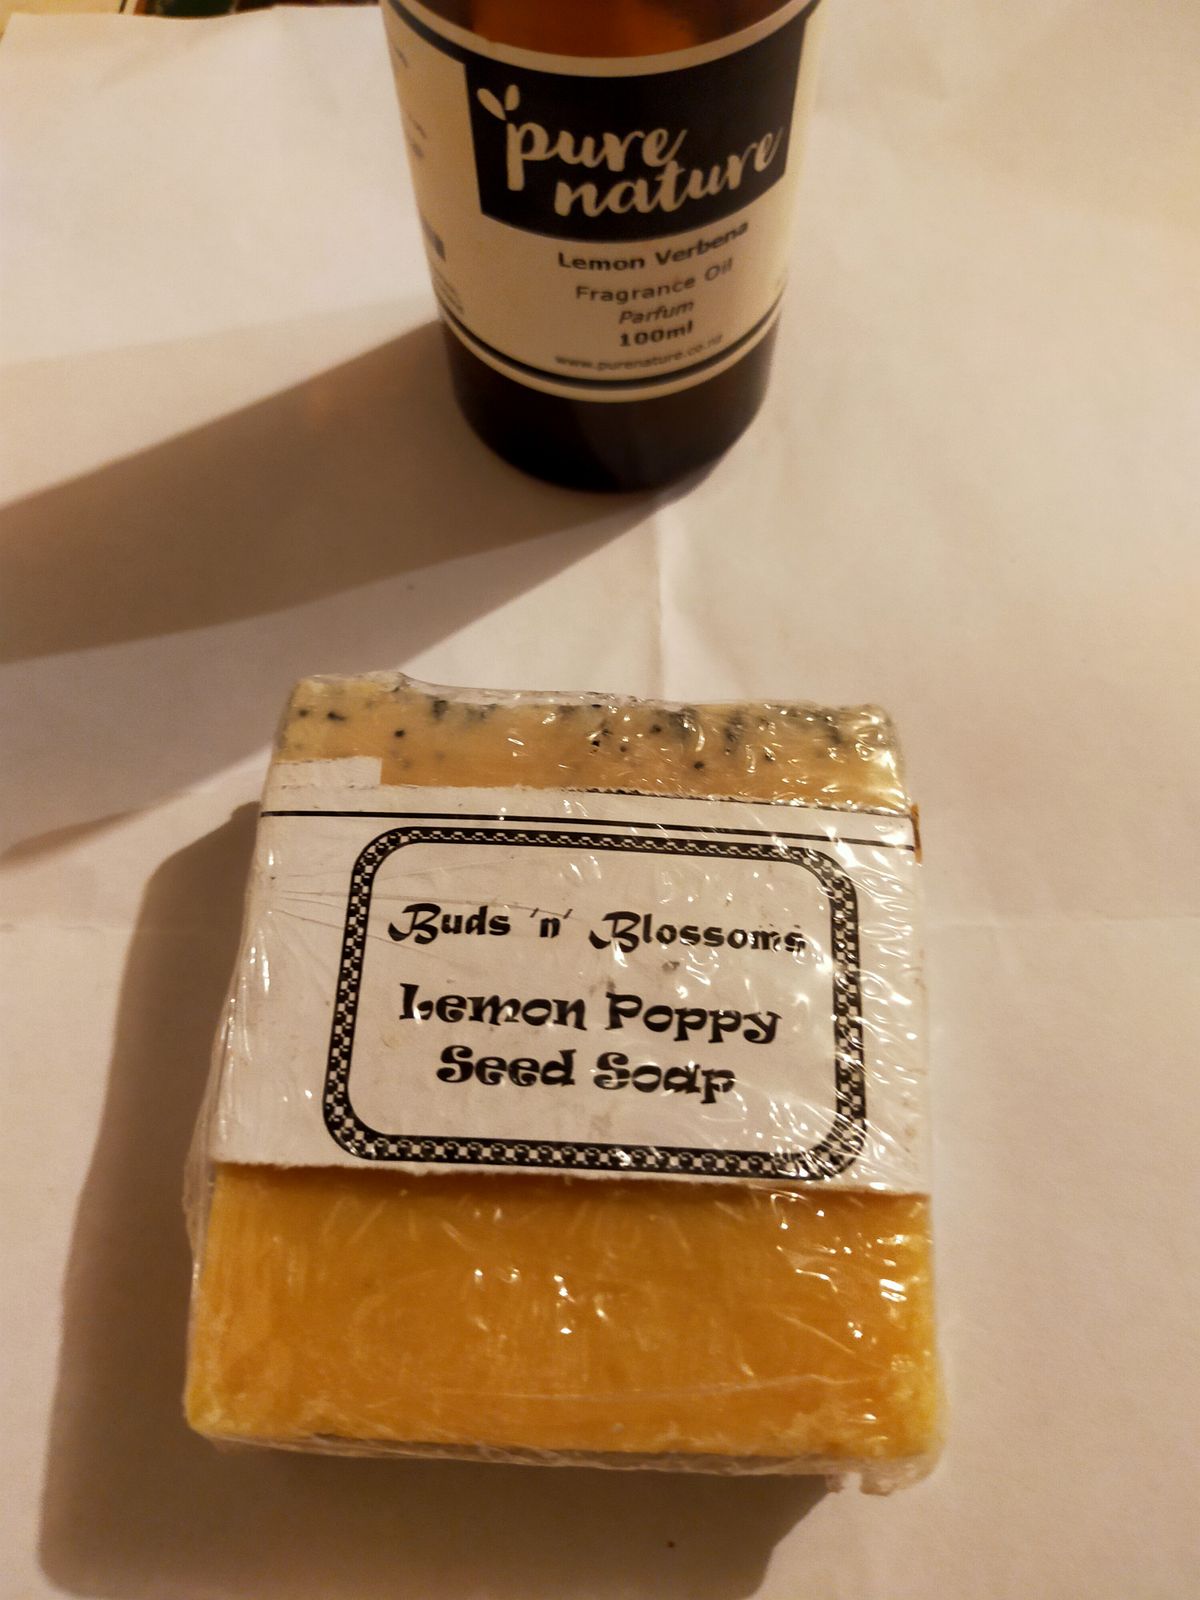 pure
nature
Lemon Verbena
Fragrance Oil
Parfum
100ml
www.purenature.co.nz
Buds 'n' Blossoms
Lemon Poppy
Seed Soap